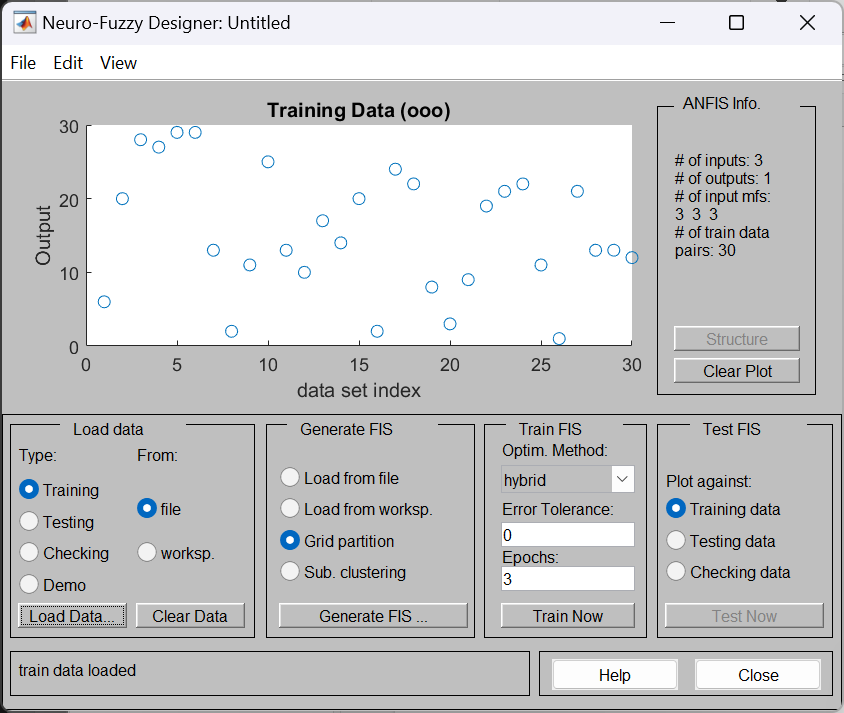 Neuro-Fuzzy Designer: Untitled
File Edit View
Training Data (ooo)
30
20
10
0
Output
0 5 10 15 20 25 30
data set index
ANFIS Info.
# of inputs: 3
# of outputs: 1
# of input mfs:
3 3 3
# of train data
pairs: 30
Structure
Clear Plot
Load data
Type: From:
Training
file
Testing
Checking
worksp.
Demo
Load Data... Clear Data
Generate FIS
Load from file
Load from worksp.
Grid partition
Sub. clustering
Generate FIS ...
Train FIS
Optim. Method:
hybrid
Error Tolerance:
0
Epochs:
3
Train Now
Test FIS
Plot against:
Training data
Testing data
Checking data
Test Now
train data loaded
Help Close